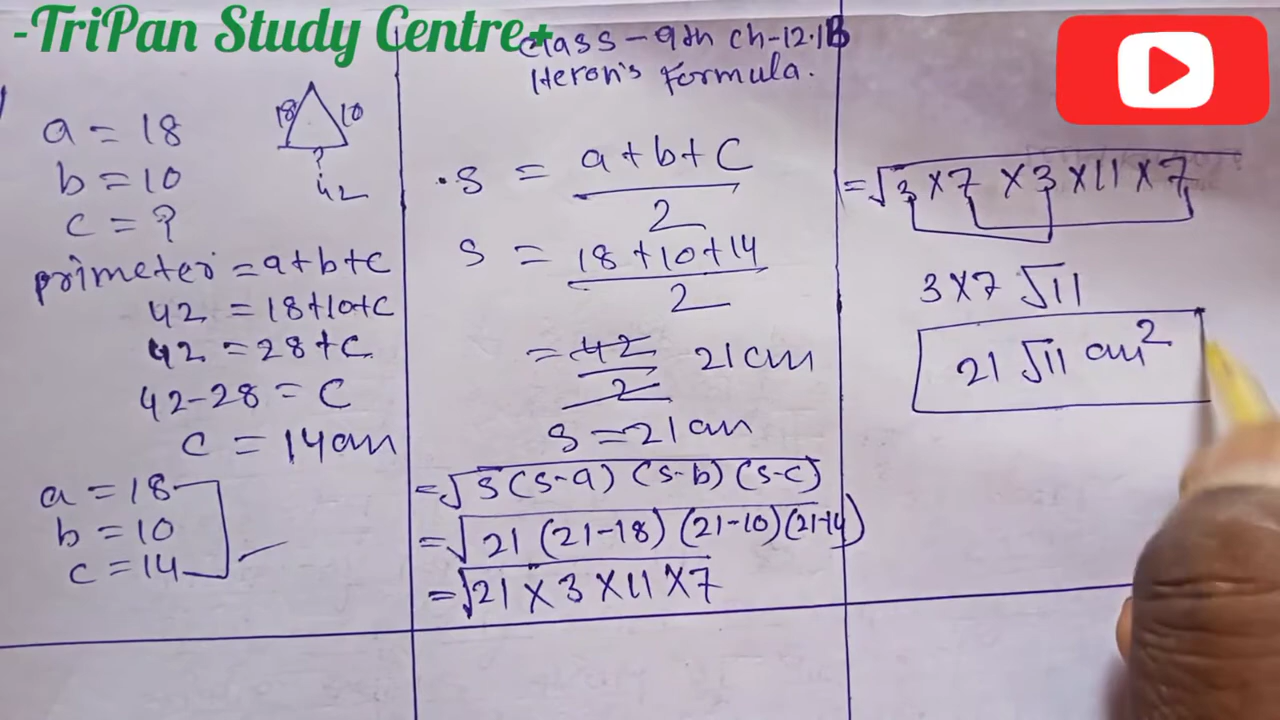 -TriPan Study Centre+
class-9th ch-12.1B
Heron's Formula.
a = 18
b = 10
c = ?
18 10
?
42
primeter = a+b+c
42 = 18+10+c
42 = 28+c
42-28 = c
c = 14cm
a = 18
b = 10
c = 14
s = a+b+c
2
s = 18+10+14
2
= 42 21cm
2
s = 21cm
= √s(s-a) (s-b) (s-c)
= √21 (21-18) (21-10)(21-14)
= √21 × 3 × 11 × 7
= √3 × 7 × 3 × 11 × 7
3×7 √11
21 √11 cm²